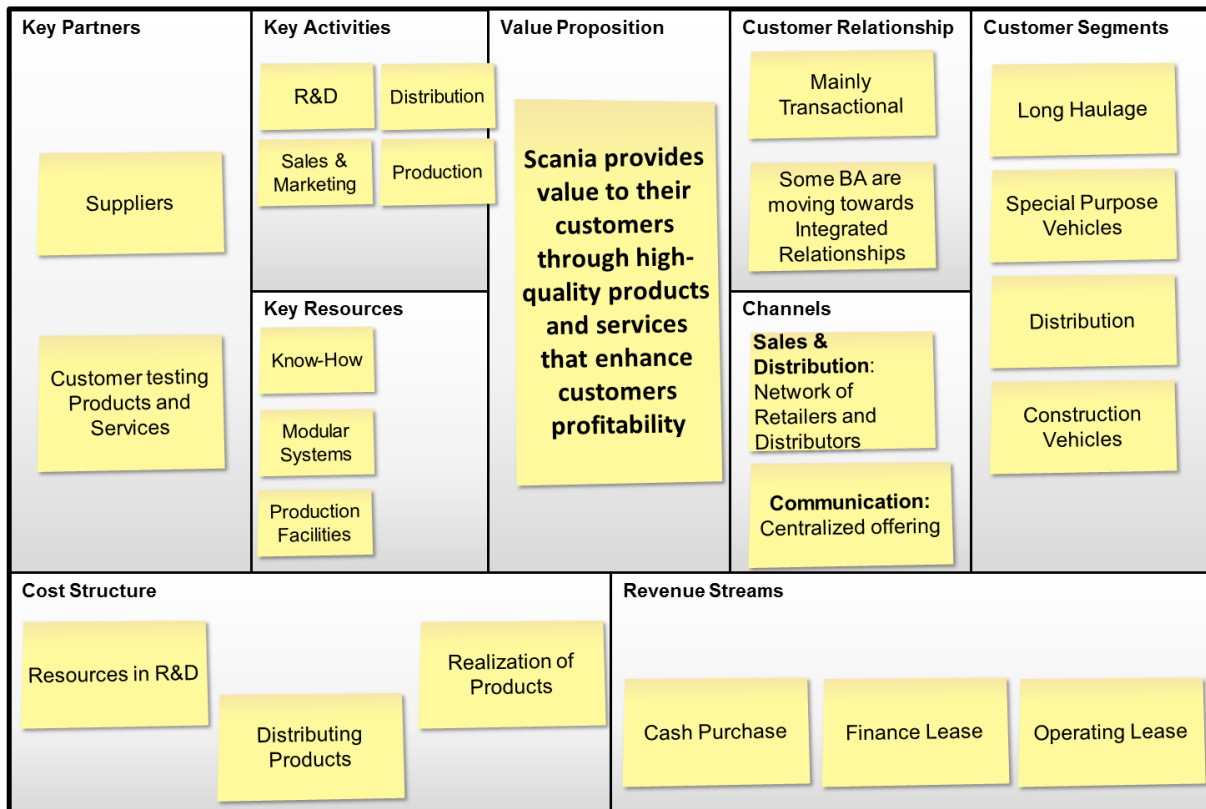 Key Partners
Suppliers
Customer testing
Products and
Services
Key Activities
R&D
Distribution
Sales &
Marketing
Production
Key Resources
Know-How
Modular
Systems
Production
Facilities
Value Proposition
Scania provides
value to their
customers
through high-
quality products
and services
that enhance
customers
profitability
Customer Relationship
Mainly
Transactional
Some BA are
moving towards
Integrated
Relationships
Channels
Sales &
Distribution:
Network of
Retailers and
Distributors
Communication:
Centralized offering
Customer Segments
Long Haulage
Special Purpose
Vehicles
Distribution
Construction
Vehicles
Cost Structure
Resources in R&D
Distributing
Products
Realization of
Products
Revenue Streams
Cash Purchase
Finance Lease
Operating Lease